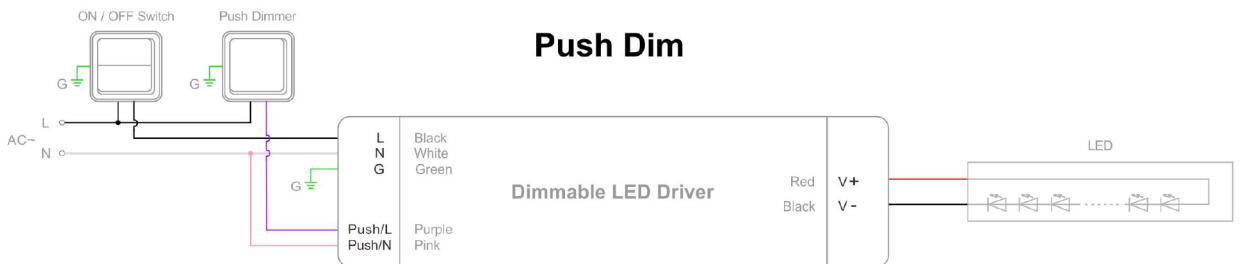 ON / OFF Switch
Push Dimmer
Push Dim
G
G
L
AC~
N
L Black
N White
G Green
G
Dimmable LED Driver
Push/L Purple
Push/N Pink
Red V+
Black V-
LED